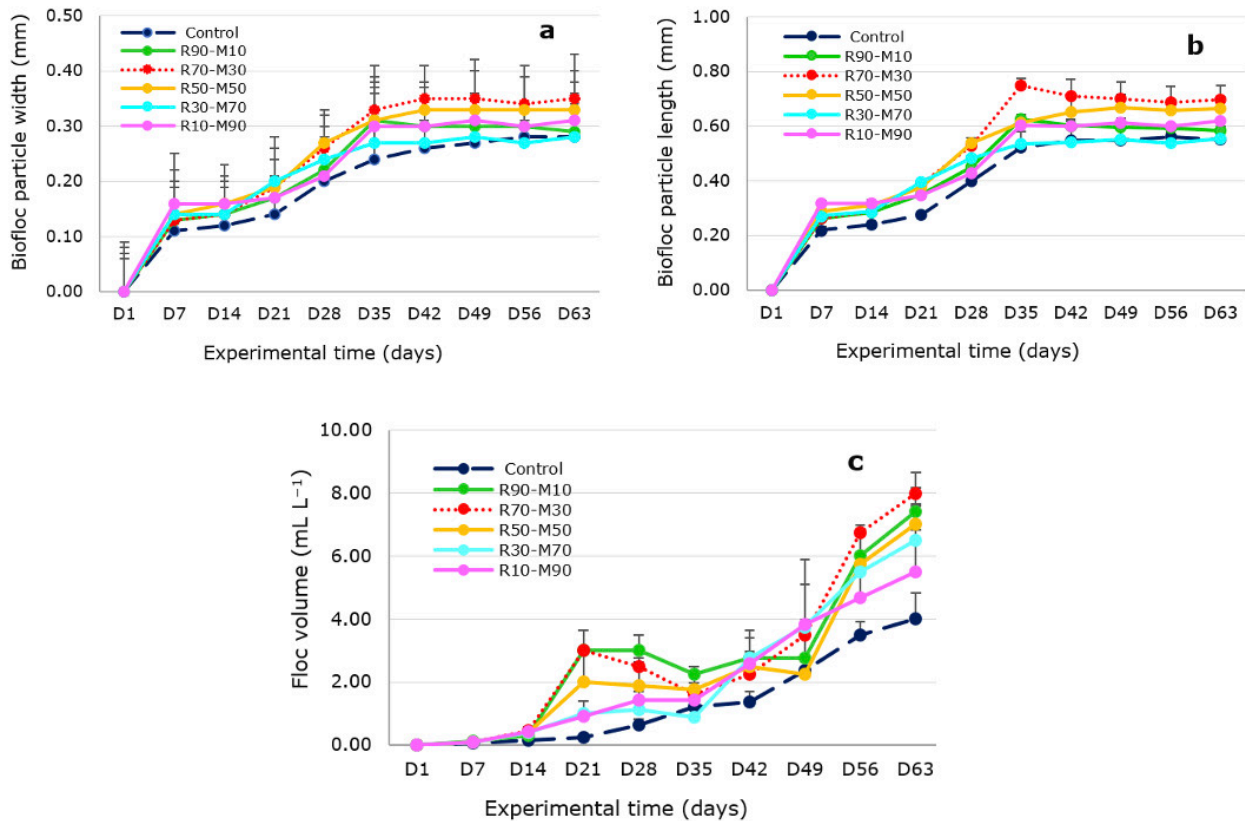 a
Biofloc particle width (mm)
0.50
0.40
0.30
0.20
0.10
0.00
Control
R90-M10
R70-M30
R50-M50
R30-M70
R10-M90
D1 D7 D14 D21 D28 D35 D42 D49 D56 D63
Experimental time (days)
b
Biofloc particle length (mm)
1.00
0.80
0.60
0.40
0.20
0.00
Control
R90-M10
R70-M30
R50-M50
R30-M70
R10-M90
D1 D7 D14 D21 D28 D35 D42 D49 D56 D63
Experimental time (days)
c
Floc volume (mL L⁻¹)
10.00
8.00
6.00
4.00
2.00
0.00
Control
R90-M10
R70-M30
R50-M50
R30-M70
R10-M90
D1 D7 D14 D21 D28 D35 D42 D49 D56 D63
Experimental time (days)